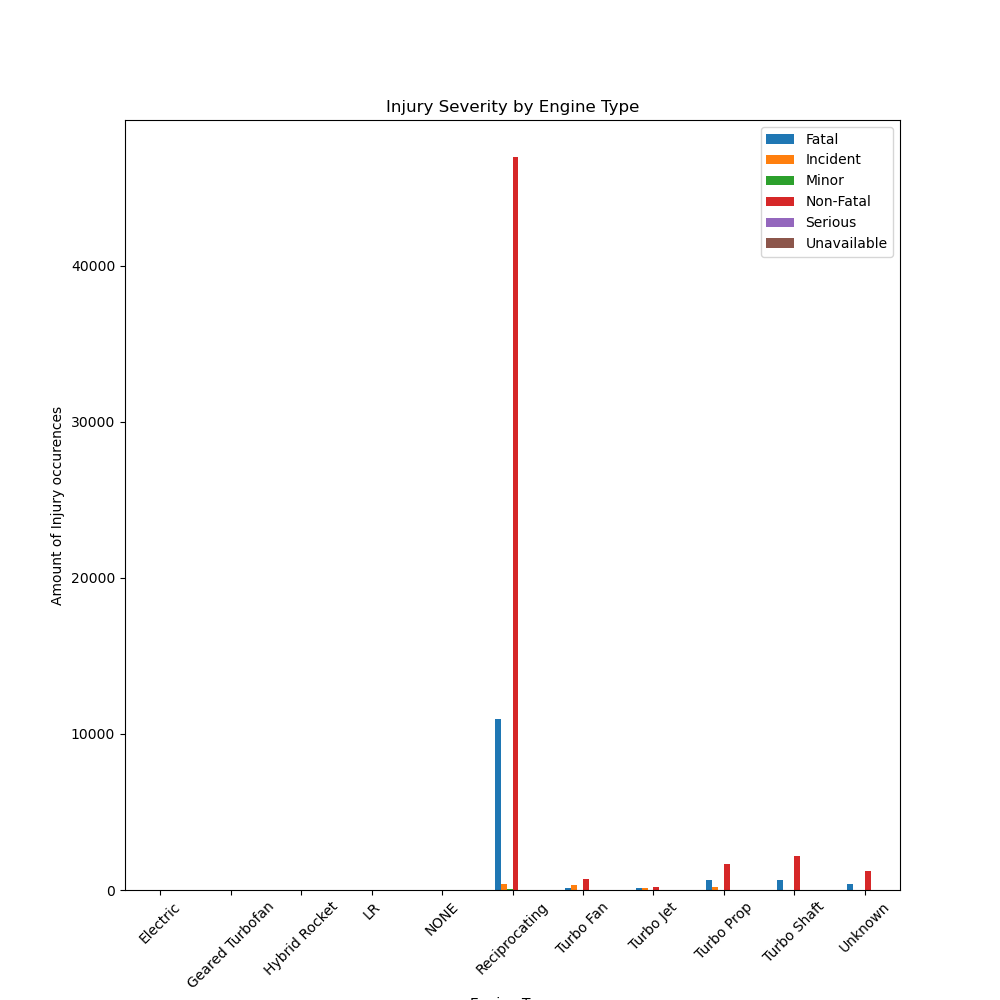 Injury Severity by Engine Type
Fatal
Incident
Minor
Non-Fatal
Serious
Unavailable
Amount of Injury occurences
40000
30000
20000
10000
0
Electric
Geared Turbofan
Hybrid Rocket
LR
NONE
Reciprocating
Turbo Fan
Turbo Jet
Turbo Prop
Turbo Shaft
Unknown